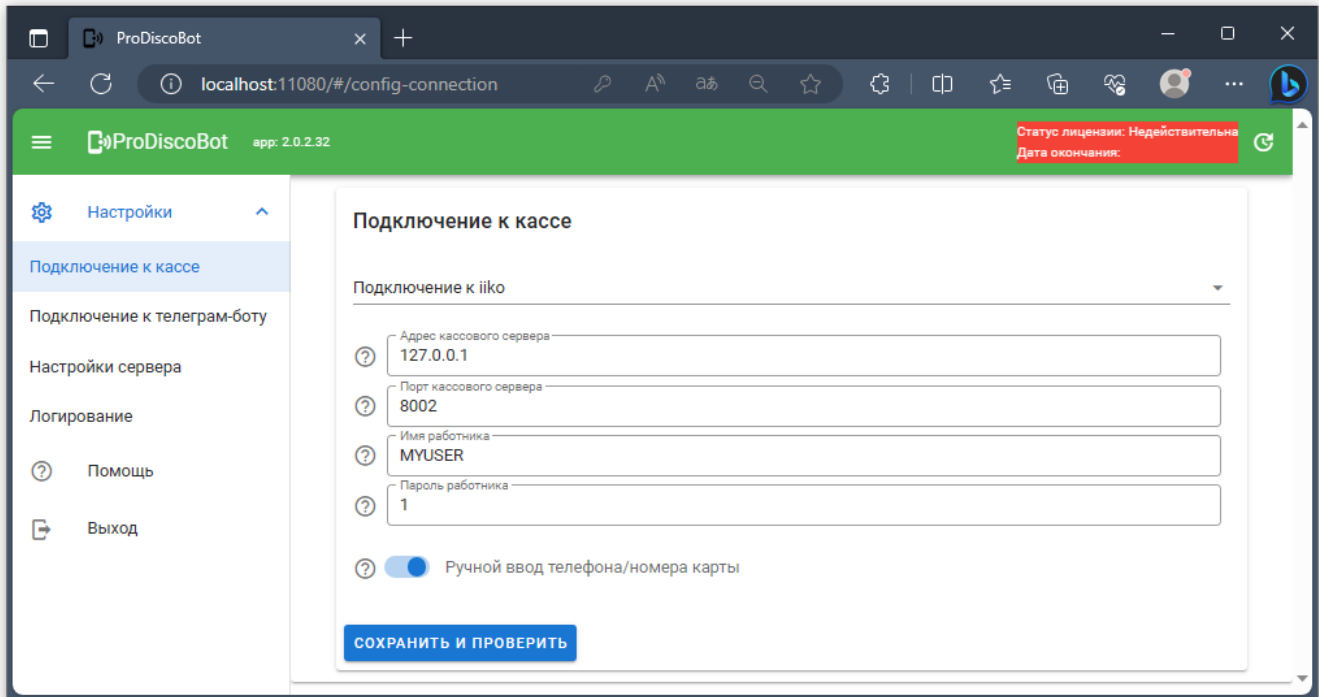 ProDiscoBot
localhost:11080/#/config-connection
ProDiscoBot app: 2.0.2.32
Статус лицензии: Недействительна
Дата окончания:
Настройки
Подключение к кассе
Подключение к телеграм-боту
Настройки сервера
Логирование
Помощь
Выход
Подключение к кассе
Подключение к iiko
Адрес кассового сервера
127.0.0.1
Порт кассового сервера
8002
Имя работника
MYUSER
Пароль работника
1
Ручной ввод телефона/номера карты
СОХРАНИТЬ И ПРОВЕРИТЬ